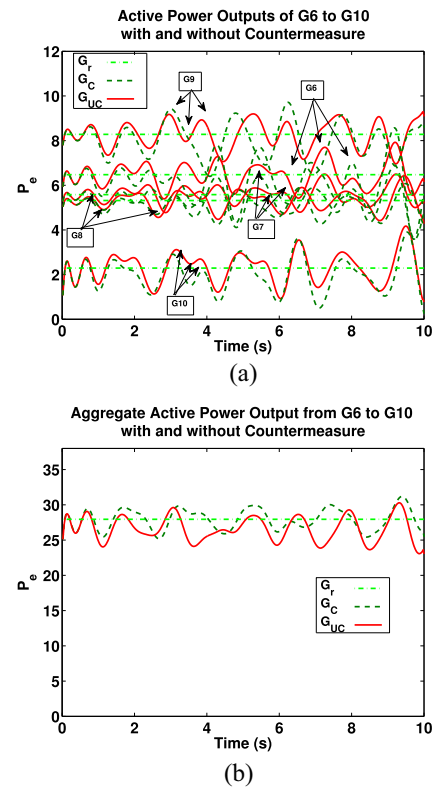 Active Power Outputs of G6 to G10
with and without Countermeasure
12
10
8
6
4
2
0
P_e
G_r
G_C
G_UC
G9
G6
G8
G7
G10
0 2 4 6 8 10
Time (s)
(a)
Aggregate Active Power Output from G6 to G10
with and without Countermeasure
35
30
25
20
15
10
5
0
P_e
G_r
G_C
G_UC
0 2 4 6 8 10
Time (s)
(b)